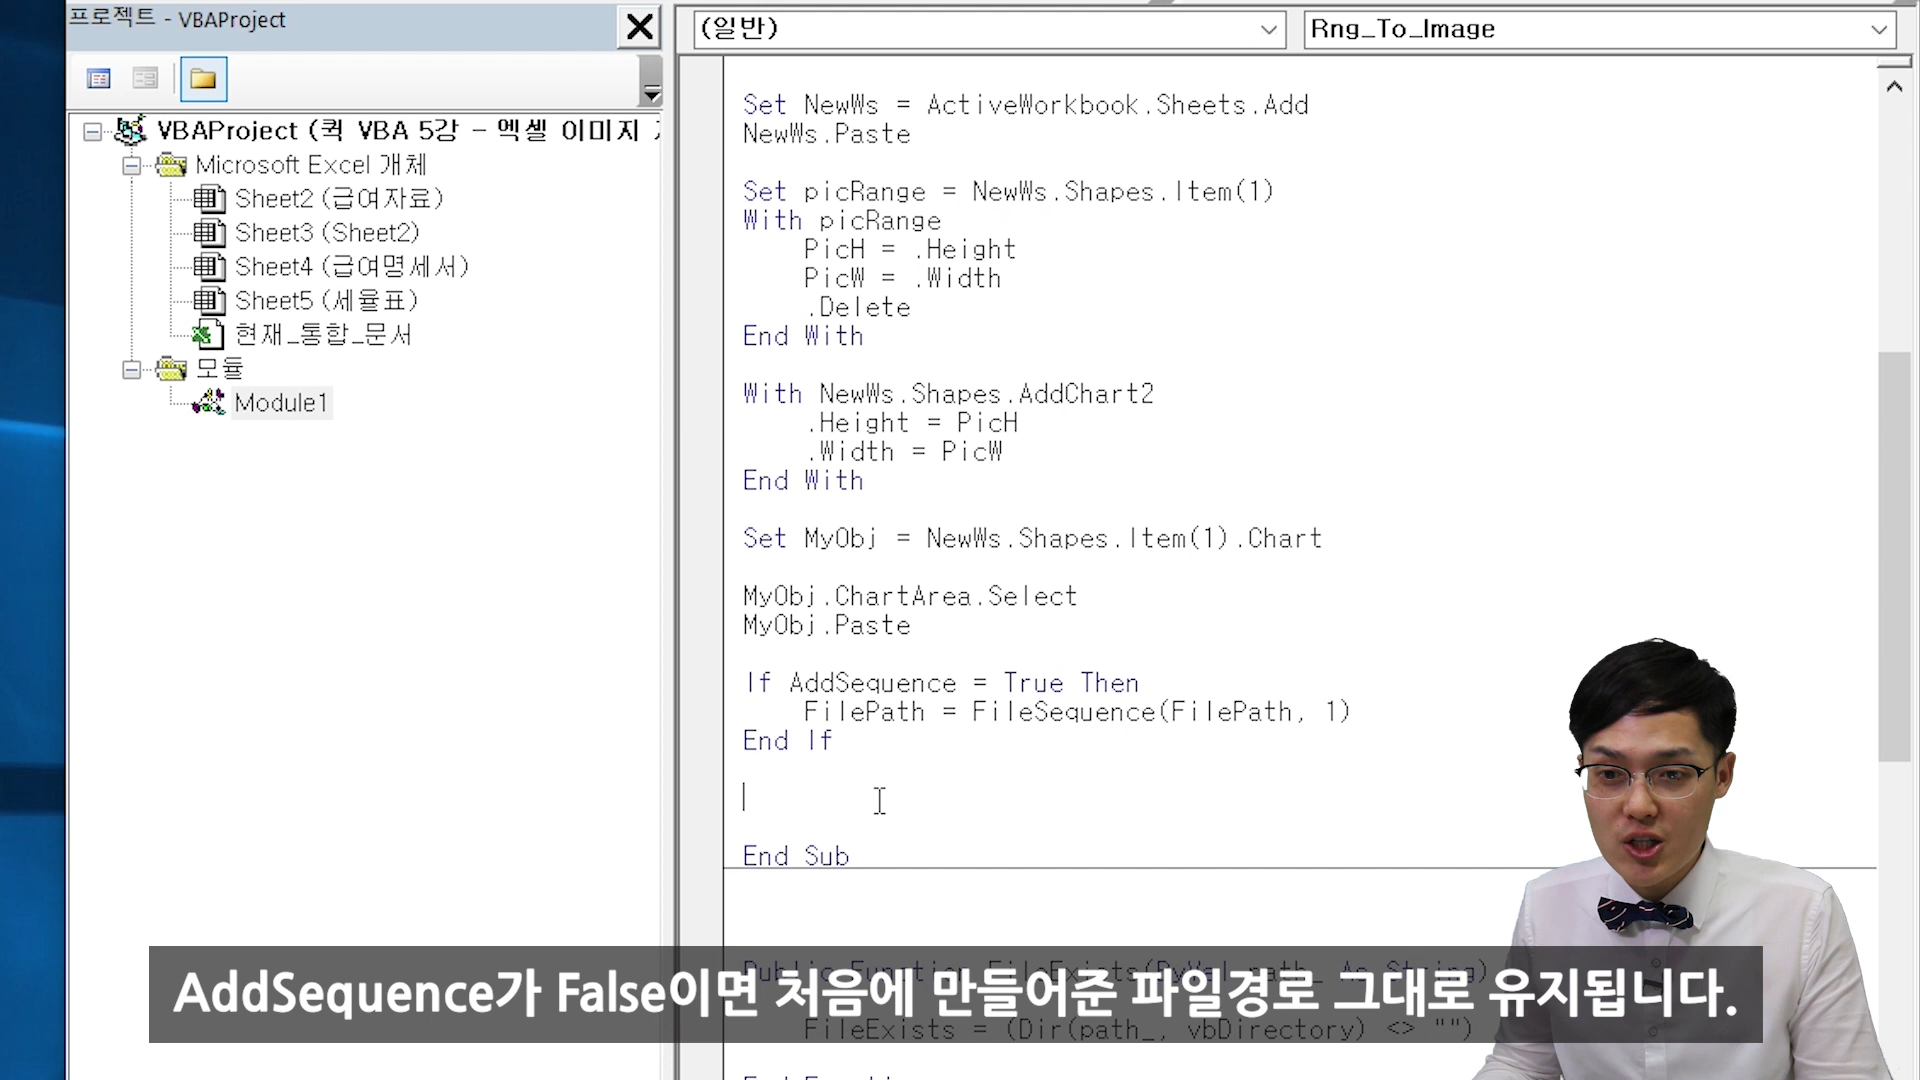 프로젝트 - VBAProject
VBAProject (퀵 VBA 5강 - 엑셀 이미지
Microsoft Excel 개체
Sheet2 (급여자료)
Sheet3 (Sheet2)
Sheet4 (급여명세서)
Sheet5 (세율표)
현재_통합_문서
모듈
Module1
(일반)
Rng_To_Image
Set NewWs = ActiveWorkbook.Sheets.Add
NewWs.Paste
Set picRange = NewWs.Shapes.Item(1)
With picRange
PicH = .Height
PicW = .Width
.Delete
End With
With NewWs.Shapes.AddChart2
.Height = PicH
.Width = PicW
End With
Set MyObj = NewWs.Shapes.Item(1).Chart
MyObj.ChartArea.Select
MyObj.Paste
If AddSequence = True Then
FilePath = FileSequence(FilePath, 1)
End If
End Sub
Public Function FileExists(ByVal path_ As String)
AddSequence가 False이면 처음에 만들어준 파일경로 그대로 유지됩니다.
FileExists = (Dir(path_, vbDirectory) <> "")